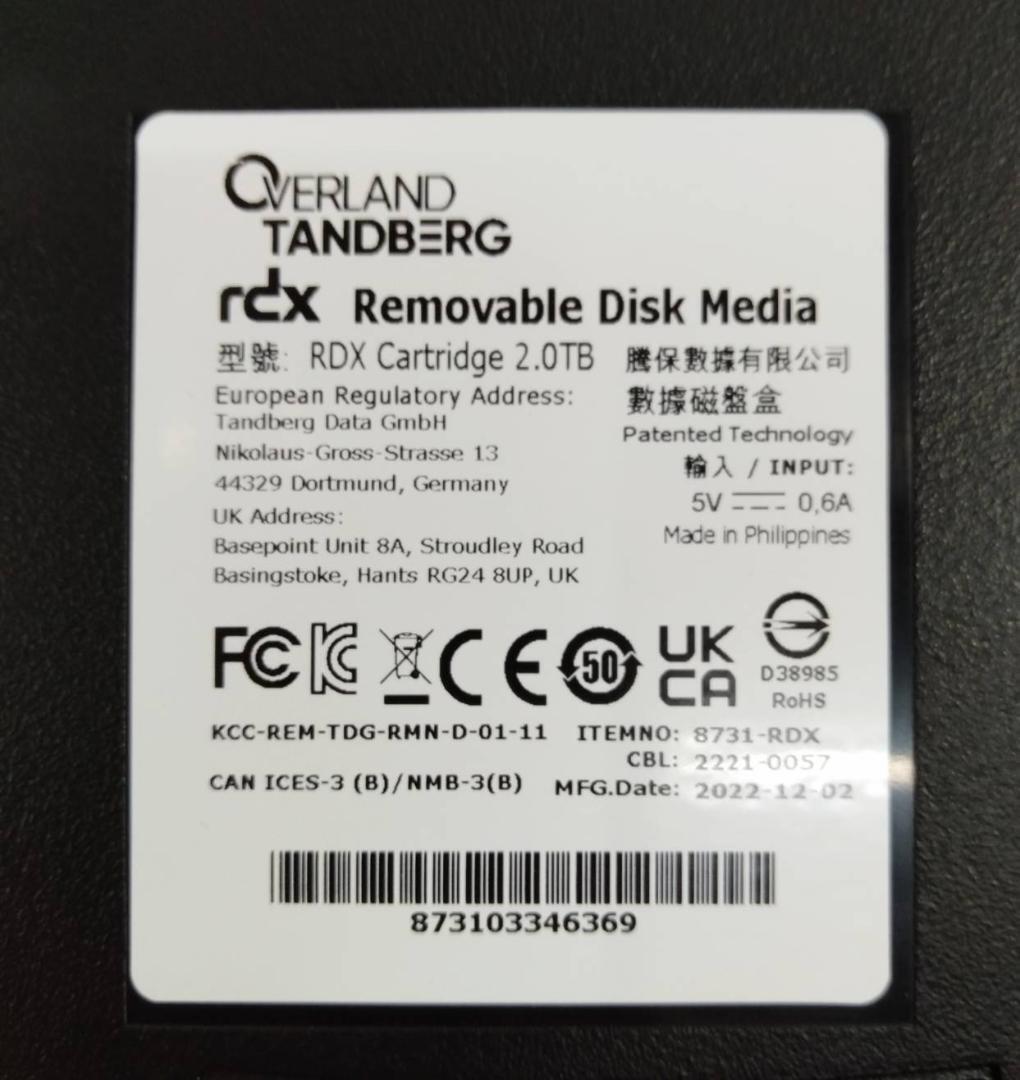 OVERLAND
TANDBERG
rdx Removable Disk Media
型號: RDX Cartridge 2.0TB
騰保數據有限公司
European Regulatory Address:
數據磁盤盒
Tandberg Data GmbH
Patented Technology
Nikolaus-Gross-Strasse 13
輸入 / INPUT:
44329 Dortmund, Germany
5V 0,6A
UK Address:
Made in Philippines
Basepoint Unit 8A, Stroudley Road
Basingstoke, Hants RG24 8UP, UK
FC KC CE 50 UK
CA
D38985
RoHS
KCC-REM-TDG-RMN-D-01-11
ITEMNO: 8731-RDX
CBL: 2221-0057
CAN ICES-3 (B)/NMB-3(B)
MFG.Date: 2022-12-02
873103346369